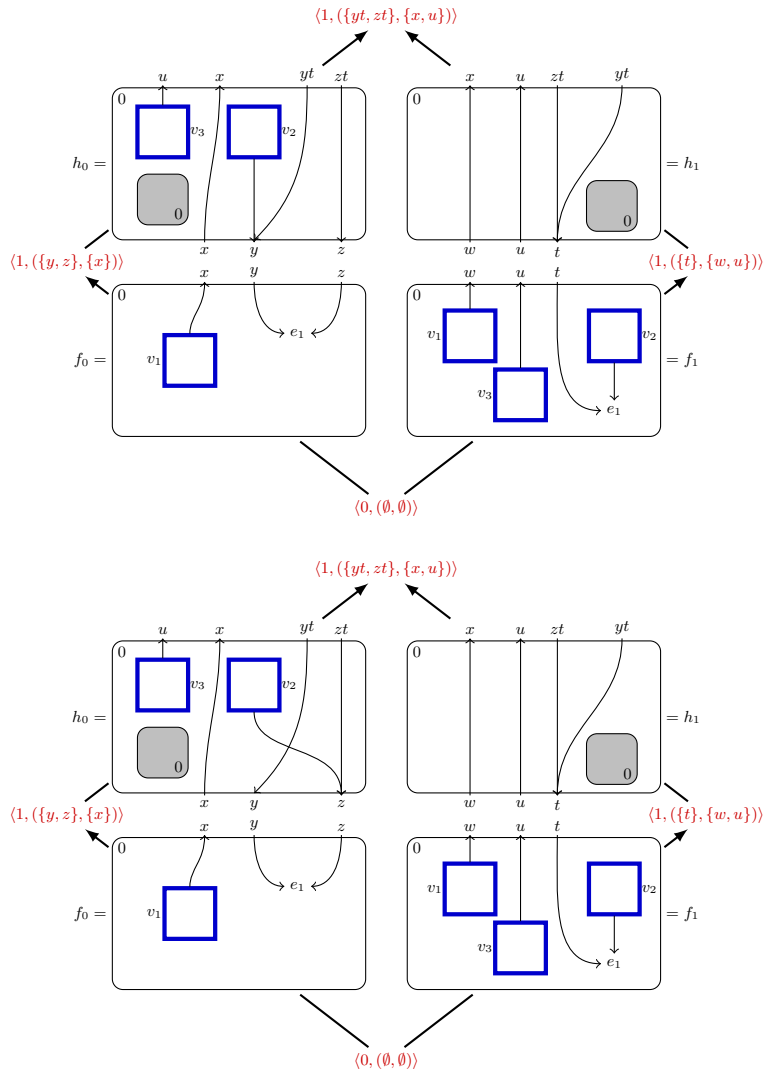 ⟨1, ({yt, zt}, {x, u})⟩
u x yt zt x u zt yt
0 0
v₃ v₂
h₀ = = h₁
0 0
x y z w u t
⟨1, ({y, z}, {x})⟩ ⟨1, ({t}, {w, u})⟩
x y z w u t
0 0
v₁ e₁ v₁ v₂
f₀ = = f₁
v₃
e₁
⟨0, (∅, ∅)⟩
⟨1, ({yt, zt}, {x, u})⟩
u x yt zt x u zt yt
0 0
v₃ v₂
h₀ = = h₁
0 0
x y z w u t
⟨1, ({y, z}, {x})⟩ ⟨1, ({t}, {w, u})⟩
x y z w u t
0 0
e₁ v₁ v₂
v₁
f₀ = = f₁
v₃
e₁
⟨0, (∅, ∅)⟩